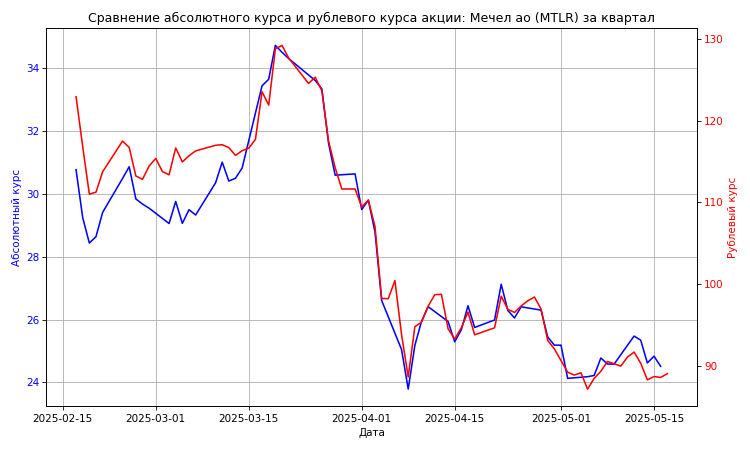 Сравнение абсолютного курса и рублевого курса акции: Мечел ао (MTLR) за квартал
Абсолютный курс
34
32
30
28
26
24
130
120
110
100
90
Рублевый курс
2025-02-15 2025-03-01 2025-03-15 2025-04-01 2025-04-15 2025-05-01 2025-05-15
Дата